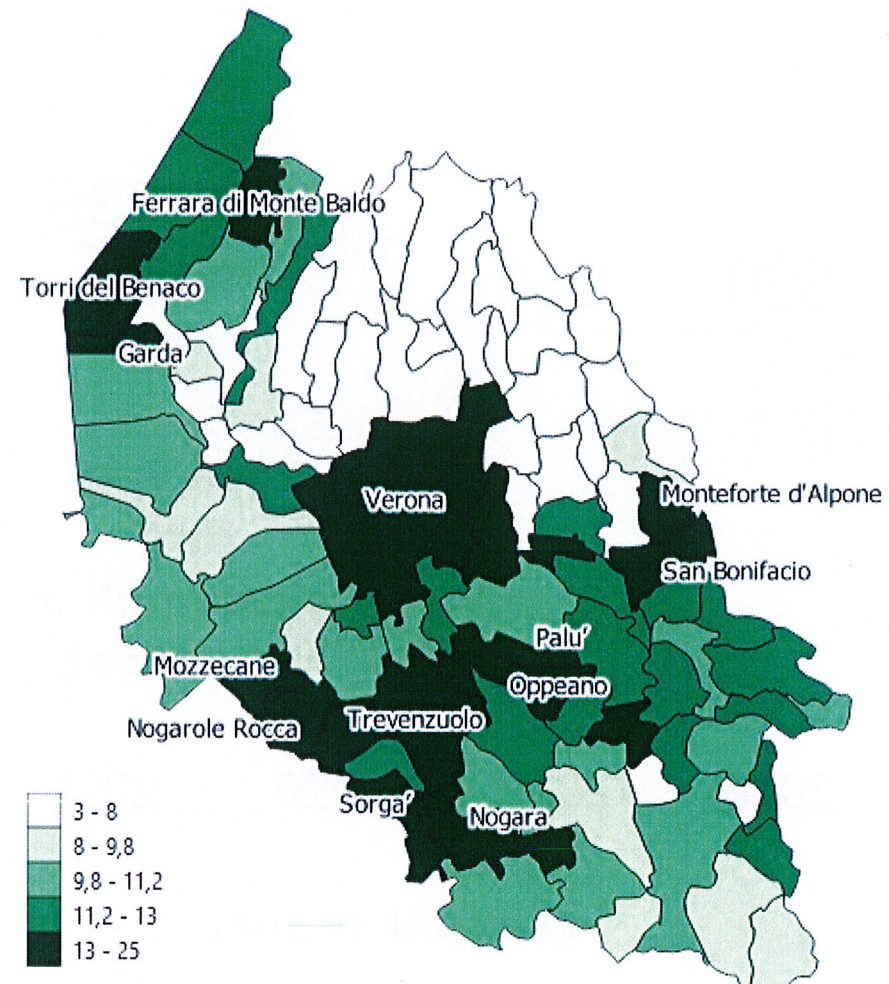 Ferrara di Monte Baldo
Torri del Benaco
Garda
Verona
Monteforte d'Alpone
San Bonifacio
Palu'
Mozzecane
Oppeano
Nogarole Rocca
Trevenzuolo
Sorga'
Nogara
3 - 8
8 - 9,8
9,8 - 11,2
11,2 - 13
13 - 25